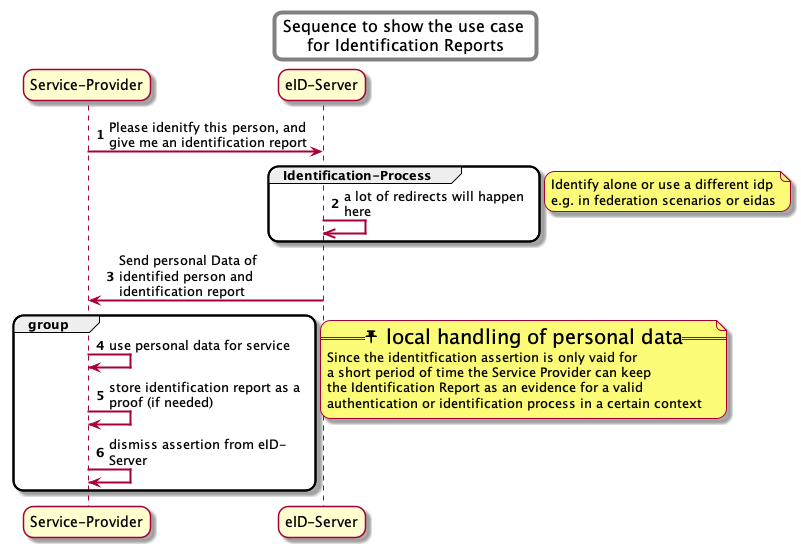 Sequence to show the use case
for Identification Reports
Service-Provider
eID-Server
1 Please idenitfy this person, and
give me an identification report
Identification-Process
2 a lot of redirects will happen
here
Identify alone or use a different idp
e.g. in federation scenarios or eidas
Send personal Data of
3 identified person and
identification report
group
4 use personal data for service
5 store identification report as a
proof (if needed)
6 dismiss assertion from eID-
Server
local handling of personal data
Since the identitfication assertion is only vaid for
a short period of time the Service Provider can keep
the Identification Report as an evidence for a valid
authentication or identification process in a certain context
Service-Provider
eID-Server